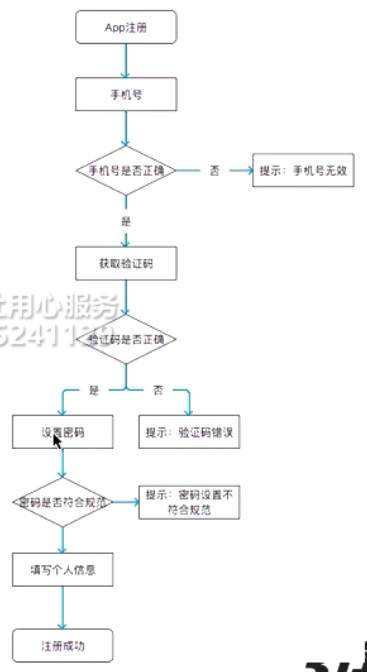 App注册
手机号
手机号是否正确
否
提示：手机号无效
是
获取验证码
用心服务
验证码是否正确
是
否
设置密码
提示：验证码错误
密码是否符合规范
提示：密码设置不
符合规范
填写个人信息
注册成功